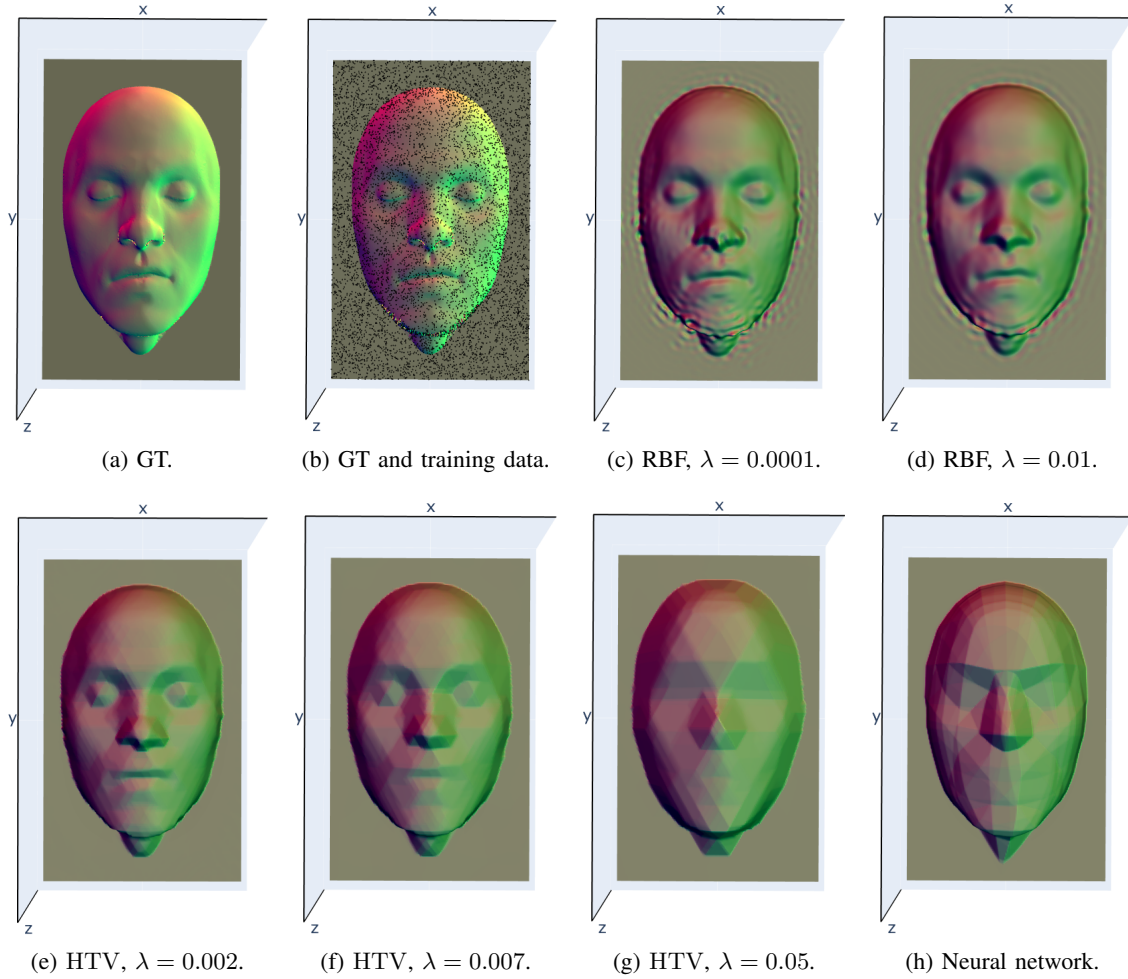 x x x x
y y y y
z z z z
(a) GT. (b) GT and training data. (c) RBF, λ = 0.0001. (d) RBF, λ = 0.01.
x x x x
y y y y
z z z z
(e) HTV, λ = 0.002. (f) HTV, λ = 0.007. (g) HTV, λ = 0.05. (h) Neural network.